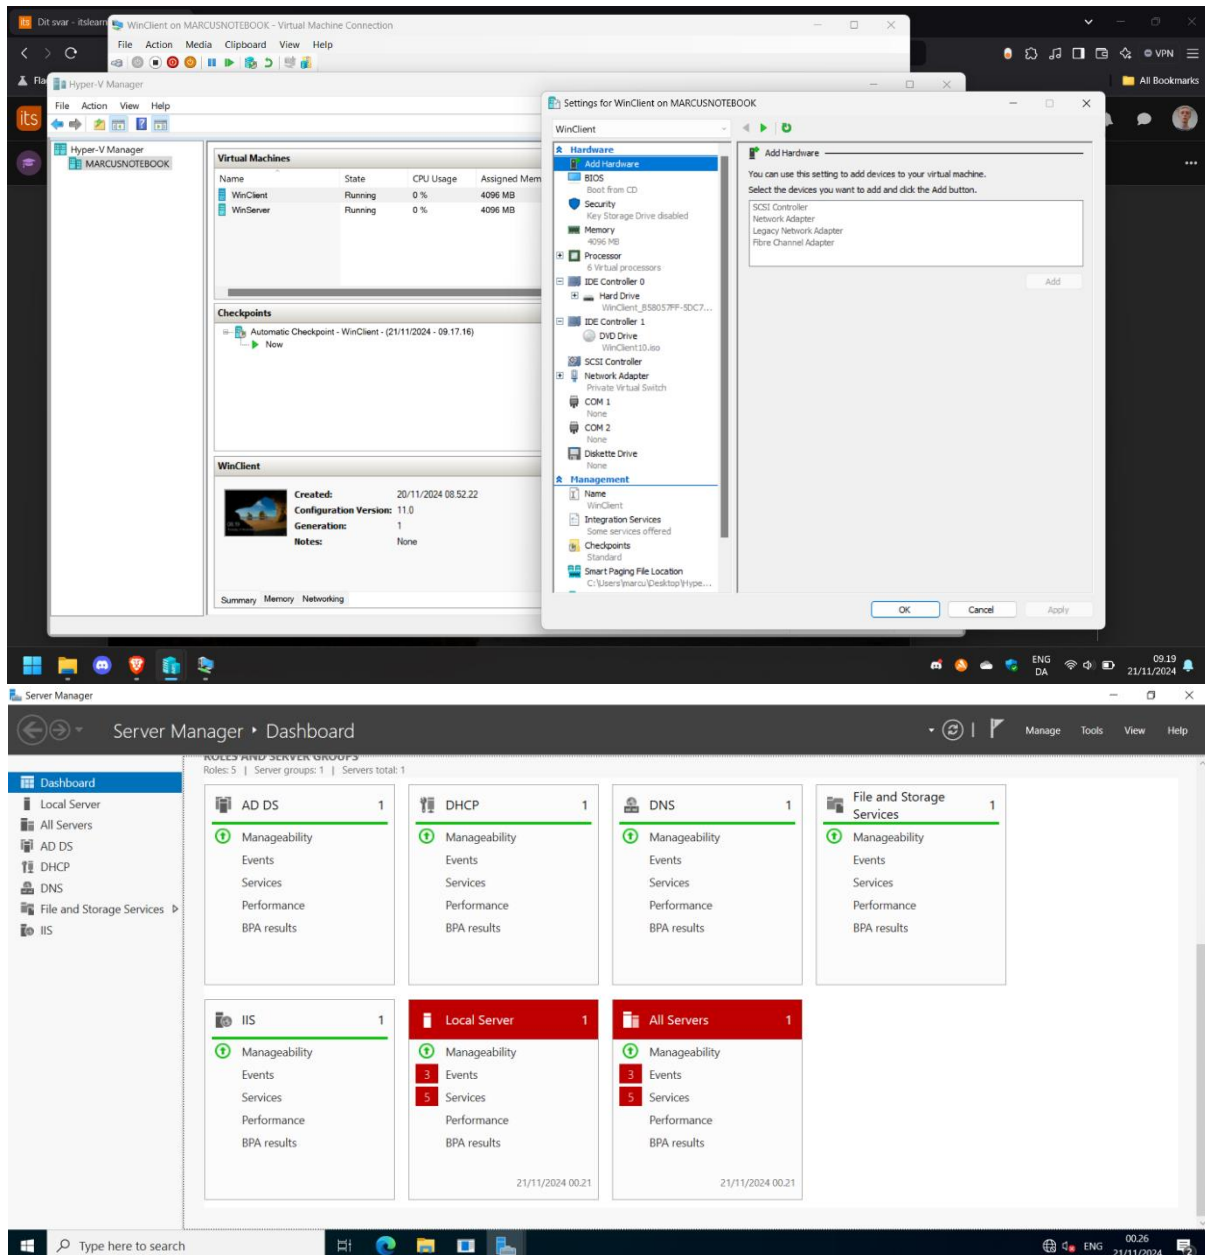 Dit svar - itslearn
WinClient on MARCUSNOTEBOOK - Virtual Machine Connection
File Action Media Clipboard View Help
VPN
All Bookmarks
its
Hyper-V Manager
File Action View Help
Hyper-V Manager
MARCUSNOTEBOOK
Virtual Machines
Name State CPU Usage Assigned Mem
WinClient Running 0 % 4096 MB
WinServer Running 0 % 4096 MB
Checkpoints
Automatic Checkpoint - WinClient - (21/11/2024 - 09.17.16)
Now
WinClient
Created: 20/11/2024 08.52.22
Configuration Version: 11.0
Generation: 1
Notes: None
Summary Memory Networking
Settings for WinClient on MARCUSNOTEBOOK
WinClient
Hardware
Add Hardware
BIOS
Boot from CD
Security
Key Storage Drive disabled
Memory
4096 MB
Processor
6 Virtual processors
IDE Controller 0
Hard Drive
WinClient_B58057FF-5DC7...
IDE Controller 1
DVD Drive
WinClient10.iso
SCSI Controller
Network Adapter
Private Virtual Switch
COM 1
None
COM 2
None
Diskette Drive
None
Management
Name
WinClient
Integration Services
Some services offered
Checkpoints
Standard
Smart Paging File Location
C:\Users\marcu\Desktop\Hype...
Add Hardware
You can use this setting to add devices to your virtual machine.
Select the devices you want to add and click the Add button.
SCSI Controller
Network Adapter
Legacy Network Adapter
Fibre Channel Adapter
Add
OK Cancel Apply
ENG
DA
09.19
21/11/2024
Server Manager
Server Manager Dashboard
Manage Tools View Help
Dashboard
Local Server
All Servers
AD DS
DHCP
DNS
File and Storage Services
IIS
ROLES AND SERVER GROUPS
Roles: 5 | Server groups: 1 | Servers total: 1
AD DS 1
Manageability
Events
Services
Performance
BPA results
DHCP 1
Manageability
Events
Services
Performance
BPA results
DNS 1
Manageability
Events
Services
Performance
BPA results
File and Storage
Services 1
Manageability
Events
Services
Performance
BPA results
IIS 1
Manageability
Events
Services
Performance
BPA results
Local Server 1
Manageability
3 Events
5 Services
Performance
BPA results
21/11/2024 00.21
All Servers 1
Manageability
3 Events
5 Services
Performance
BPA results
21/11/2024 00.21
Type here to search
ENG
00.26
21/11/2024